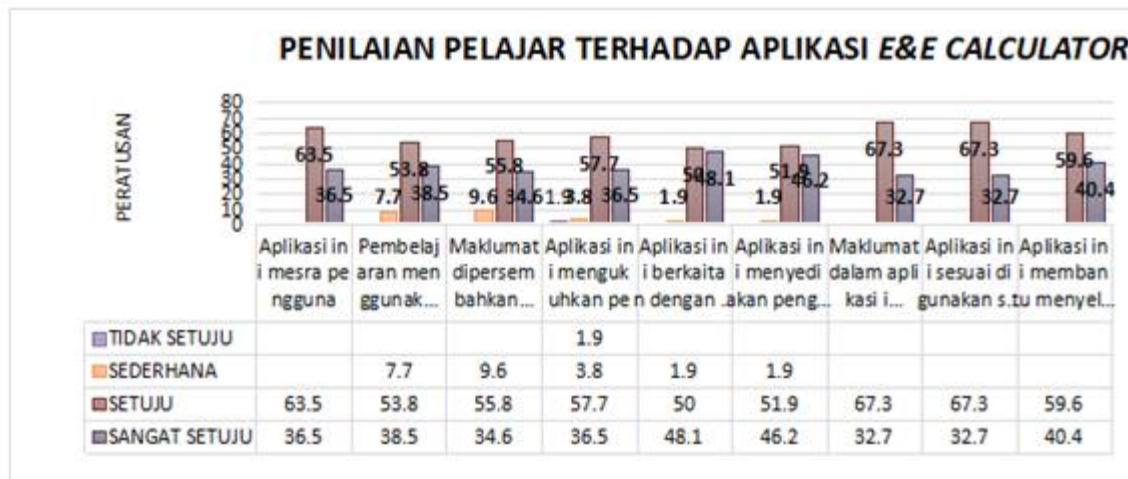 PENILAIAN PELAJAR TERHADAP APLIKASI E&E CALCULATOR
PERATUSAN
80
70
60
50
40
30
20
10
0
63.5 36.5
7.7 53.8 38.5
9.6 55.8 34.6
1.9 3.8 57.7 36.5
1.9 50 48.1
1.9 51.9 46.2
67.3 32.7
67.3 32.7
59.6 40.4
Aplikasi in
i mesra pe
ngguna
Pembelaj
aran men
ggunak...
Maklumat
dipersem
bahkan...
Aplikasi in
i menguk
uhkan pen
Aplikasi in
i berkaita
n dengan ...
Aplikasi in
i menyedi
akan peng...
Maklumat
dalam apli
kasi i...
Aplikasi in
i sesuai di
gunakan s...
Aplikasi in
i memban
tu menyel...
TIDAK SETUJU 1.9
SEDERHANA 7.7 9.6 3.8 1.9 1.9
SETUJU 63.5 53.8 55.8 57.7 50 51.9 67.3 67.3 59.6
SANGAT SETUJU 36.5 38.5 34.6 36.5 48.1 46.2 32.7 32.7 40.4